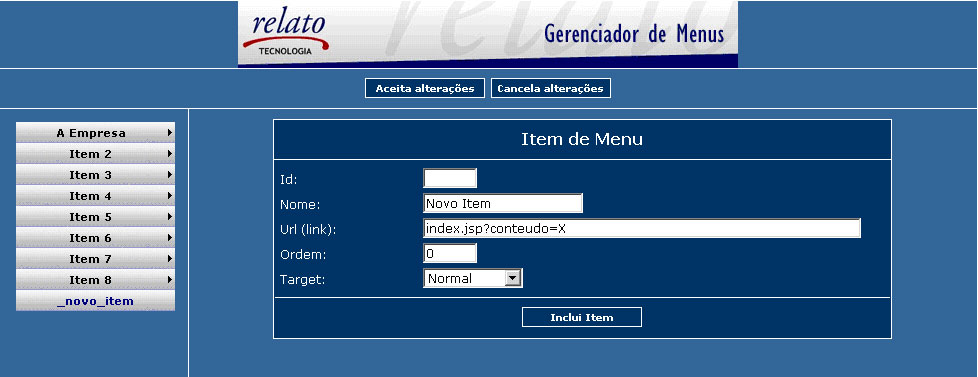 relato
TECNOLOGIA
relato
Gerenciador de Menus
Aceita alterações
Cancela alterações
A Empresa
Item 2
Item 3
Item 4
Item 5
Item 6
Item 7
Item 8
_novo_item
Item de Menu
Id:
Nome: Novo Item
Url (link): index.jsp?conteudo=X
Ordem: 0
Target: Normal
Inclui Item